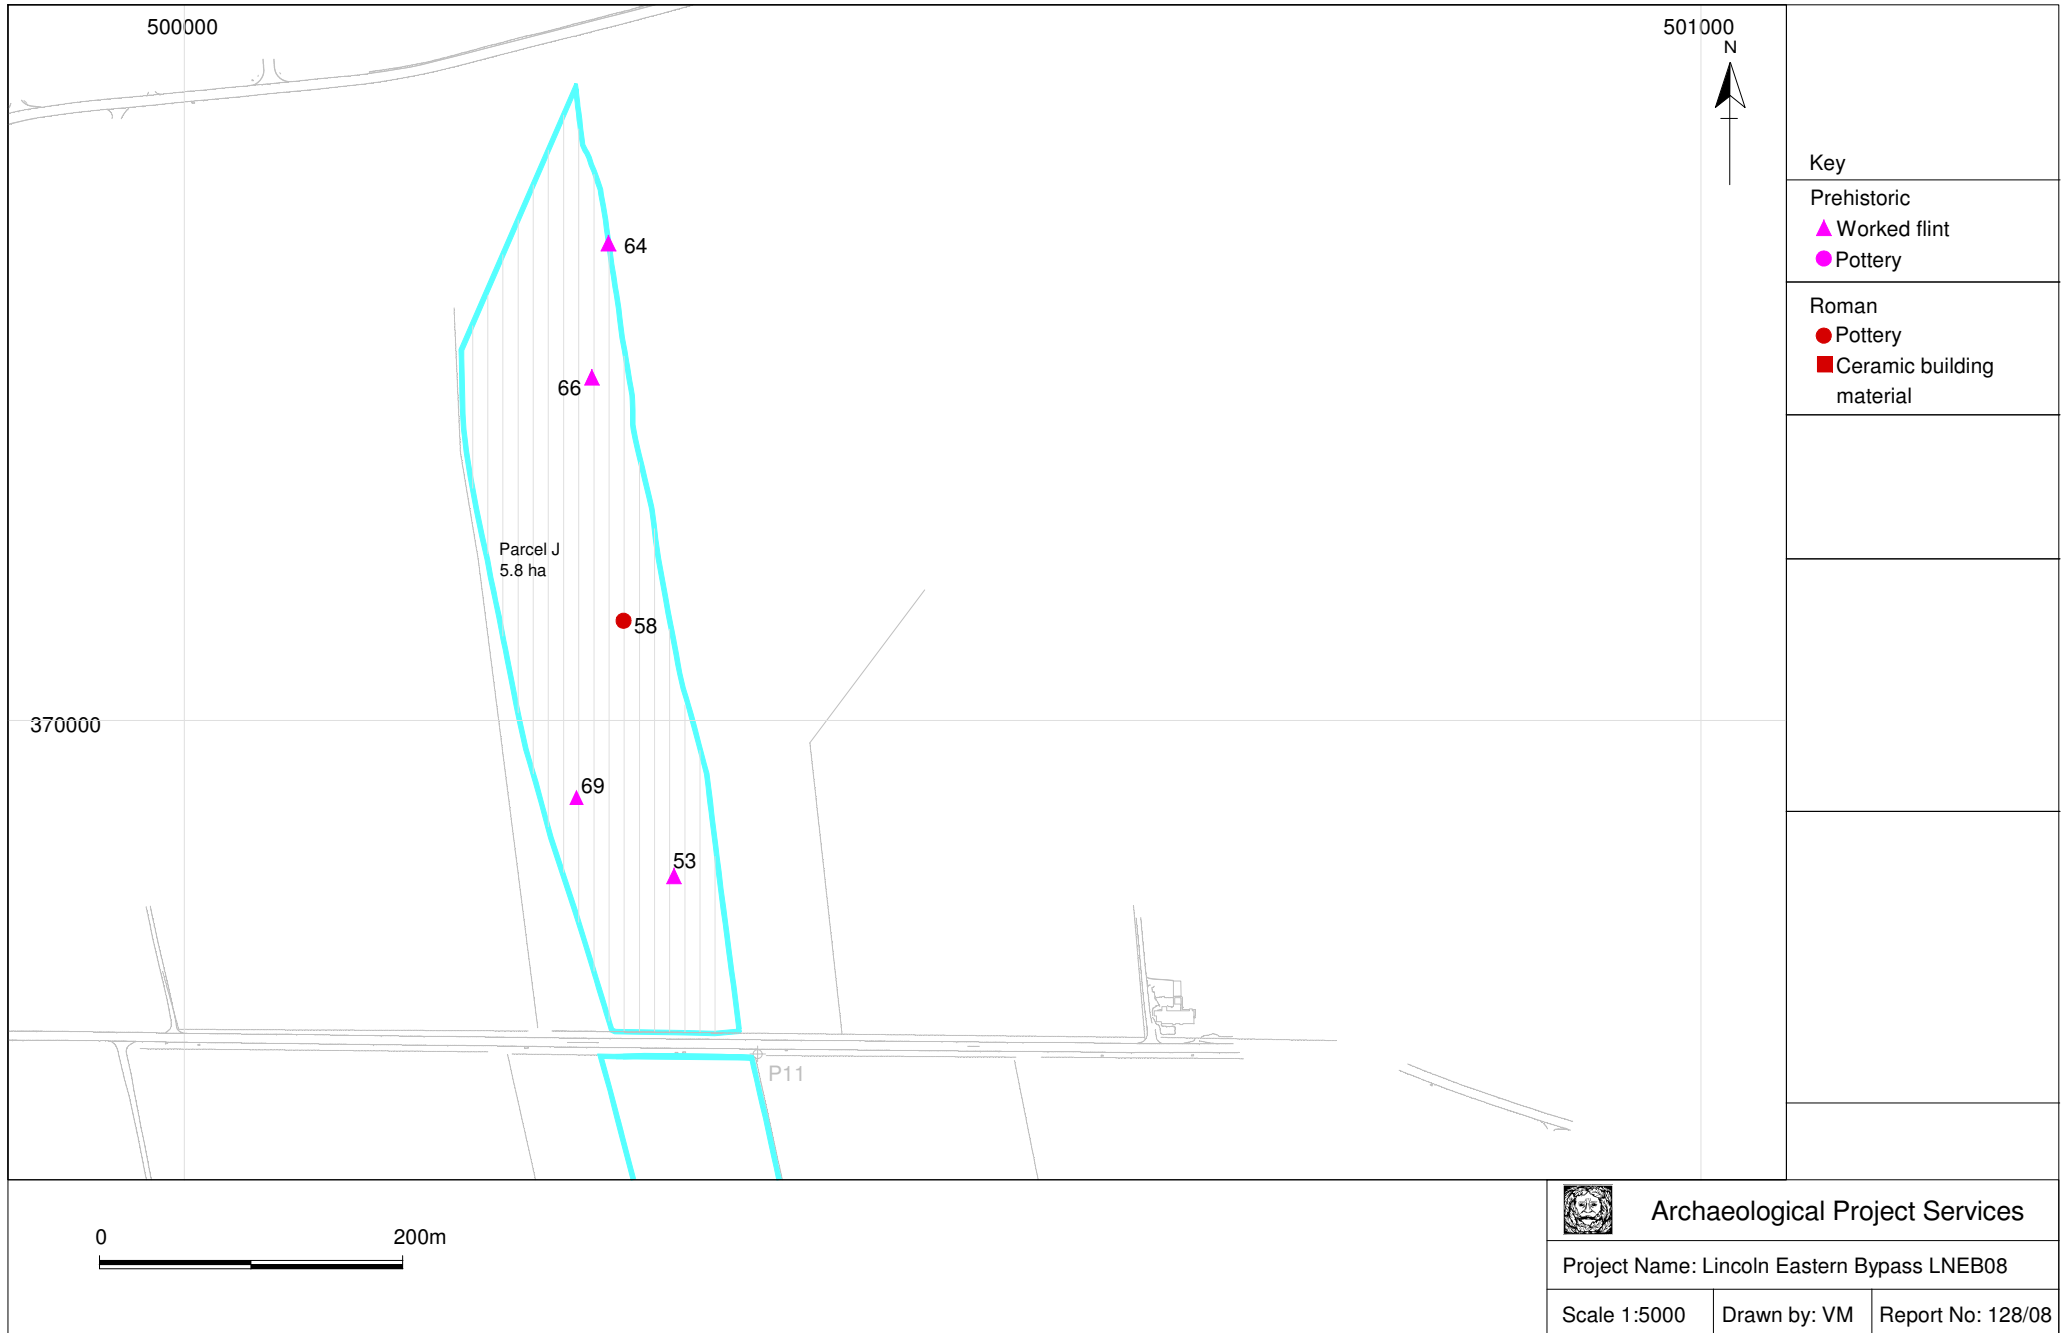 500000
501000
N
64
66
Parcel J
5.8 ha
58
370000
69
53
P11
Key
Prehistoric
Worked flint
Pottery
Roman
Pottery
Ceramic building
material
0
200m
Archaeological Project Services
Project Name: Lincoln Eastern Bypass LNEB08
Scale 1:5000
Drawn by: VM
Report No: 128/08